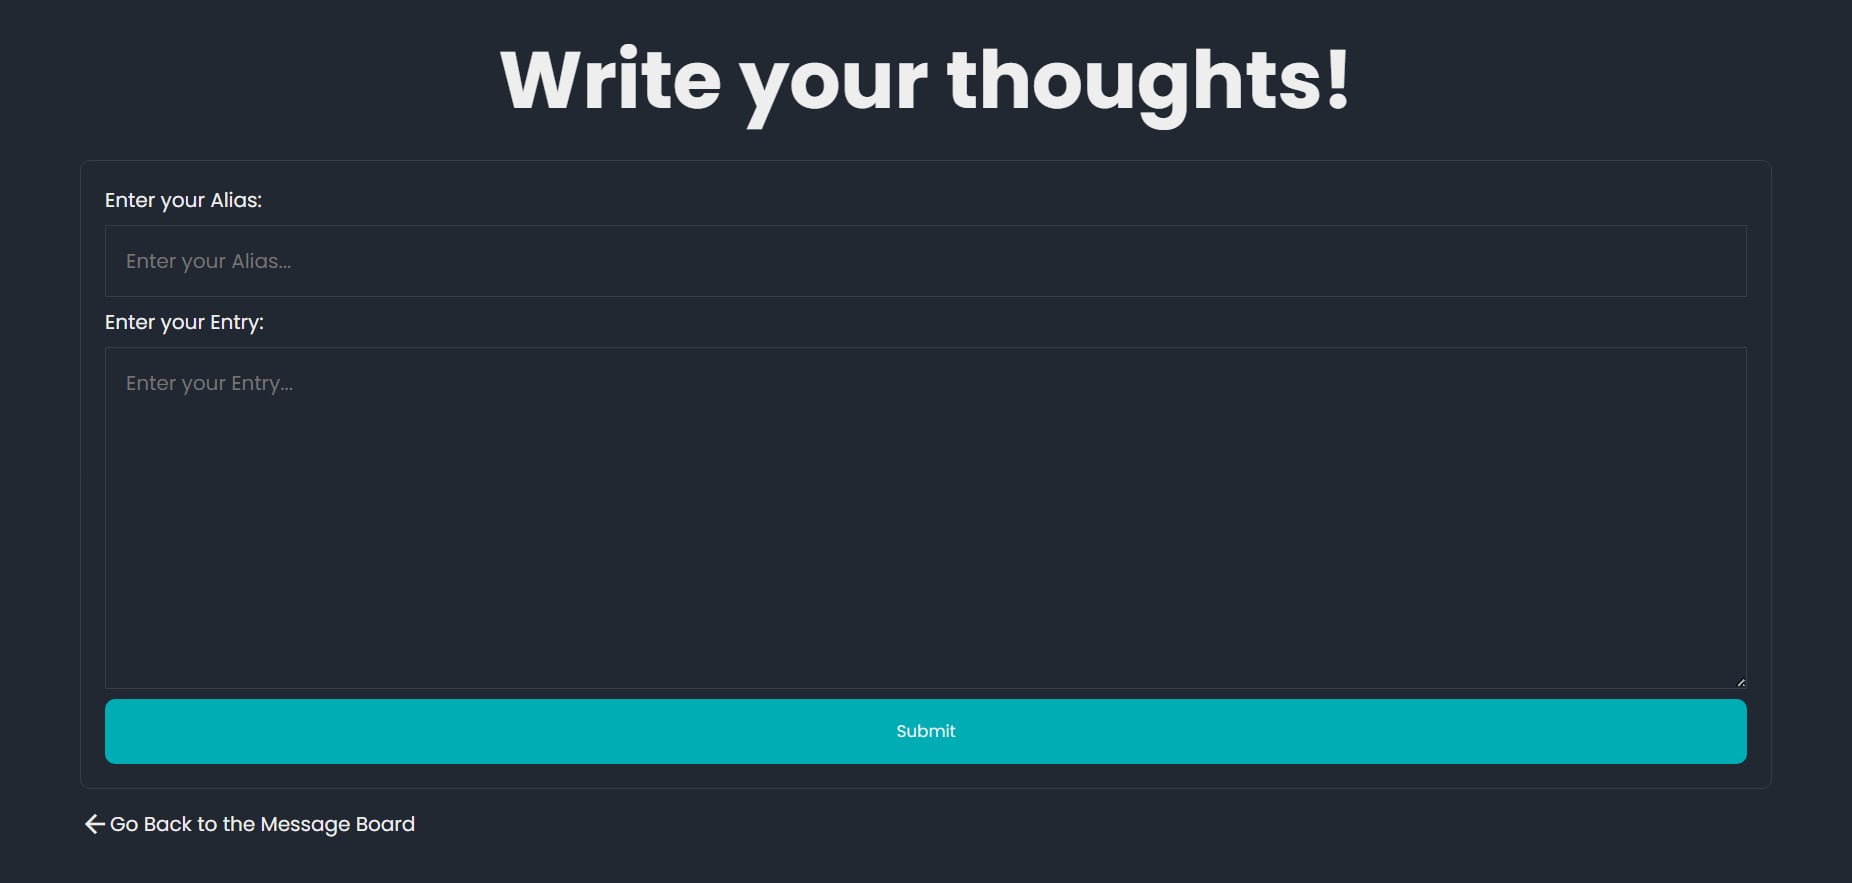 Write your thoughts!
Enter your Alias:
Enter your Alias...
Enter your Entry:
Enter your Entry...
Submit
Go Back to the Message Board